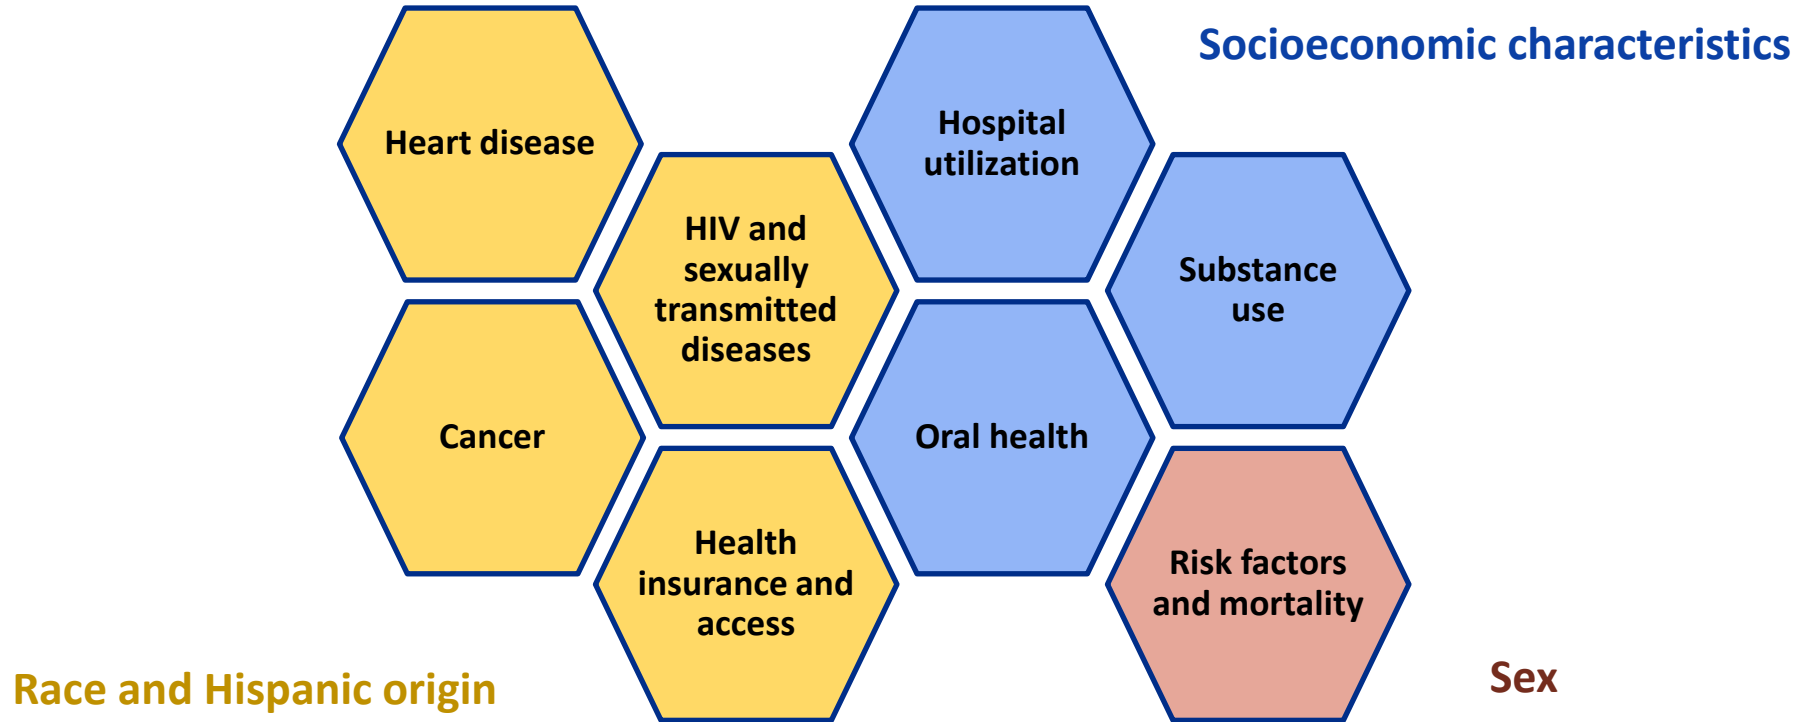 Socioeconomic characteristics
Heart disease
Hospital
utilization
HIV and
sexually
transmitted
diseases
Substance
use
Cancer
Oral health
Health
insurance and
access
Risk factors
and mortality
Race and Hispanic origin
Sex